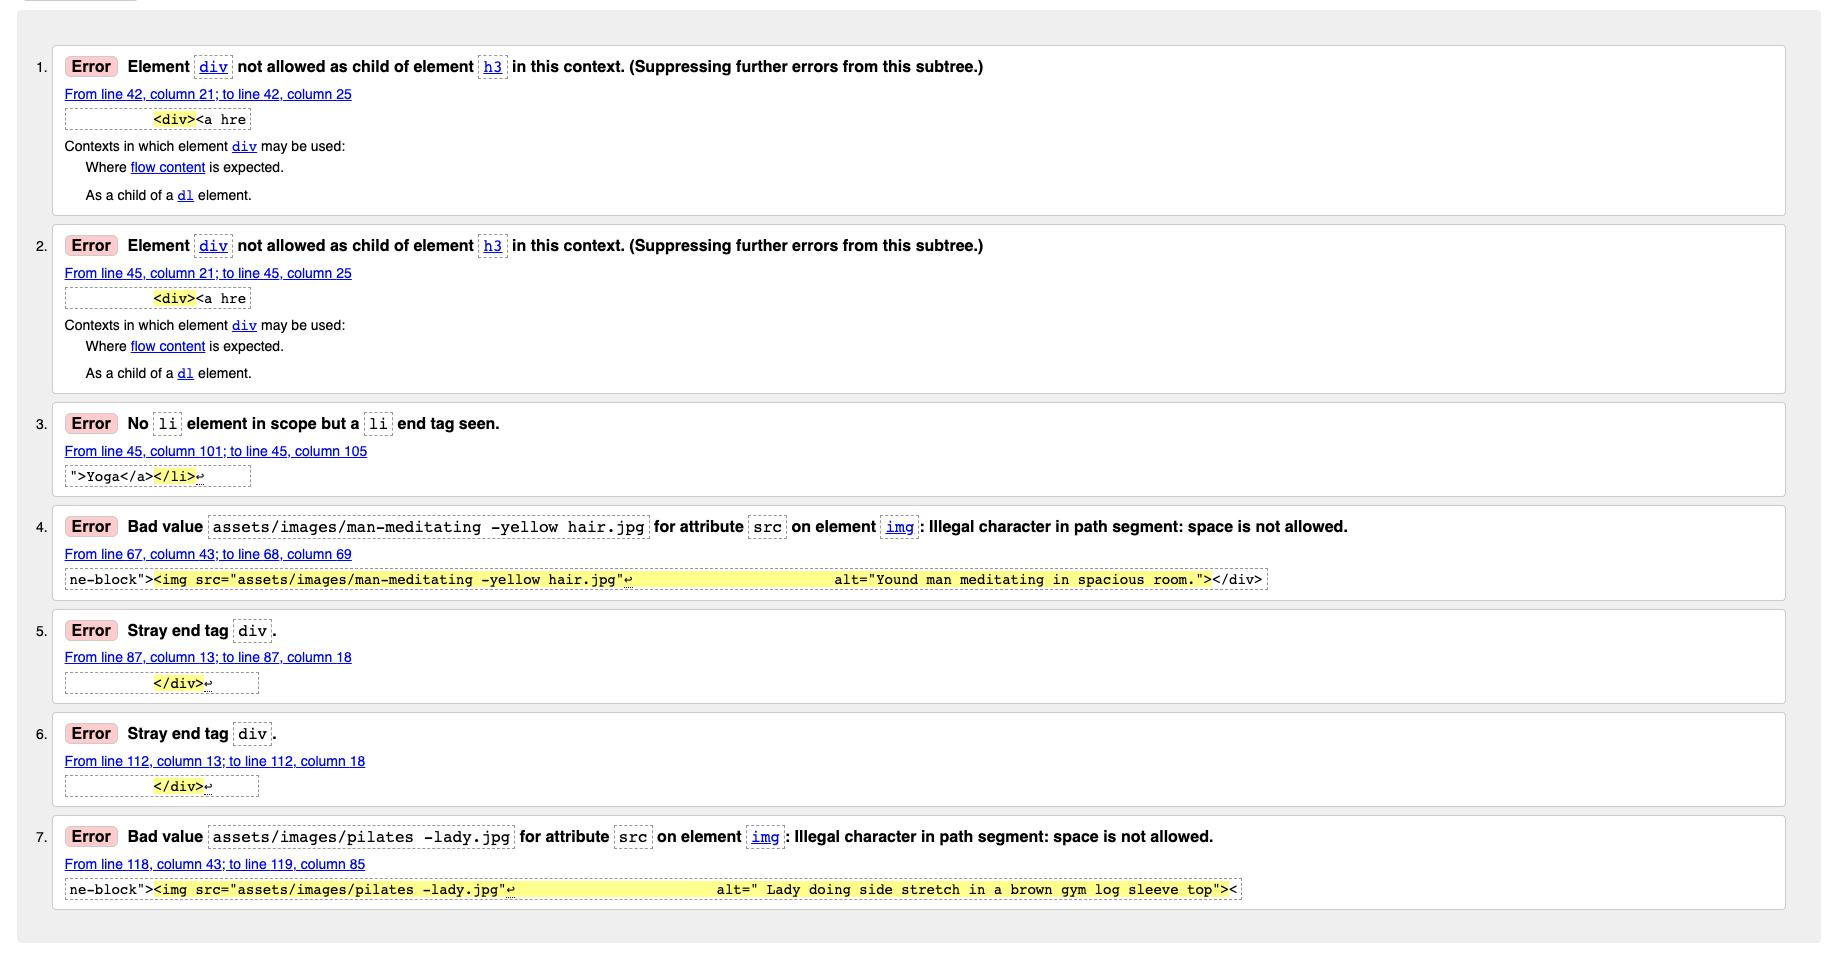 1. Error Element div not allowed as child of element h3 in this context. (Suppressing further errors from this subtree.)
From line 42, column 21; to line 42, column 25
<div><a hre
Contexts in which element div may be used:
Where flow content is expected.
As a child of a dl element.
2. Error Element div not allowed as child of element h3 in this context. (Suppressing further errors from this subtree.)
From line 45, column 21; to line 45, column 25
<div><a hre
Contexts in which element div may be used:
Where flow content is expected.
As a child of a dl element.
3. Error No li element in scope but a li end tag seen.
From line 45, column 101; to line 45, column 105
">Yoga</a></li>↩
4. Error Bad value assets/images/man-meditating -yellow hair.jpg for attribute src on element img: Illegal character in path segment: space is not allowed.
From line 67, column 43; to line 68, column 69
ne-block"><img src="assets/images/man-meditating -yellow hair.jpg"↩ alt="Yound man meditating in spacious room."></div>
5. Error Stray end tag div.
From line 87, column 13; to line 87, column 18
</div>↩
6. Error Stray end tag div.
From line 112, column 13; to line 112, column 18
</div>↩
7. Error Bad value assets/images/pilates -lady.jpg for attribute src on element img: Illegal character in path segment: space is not allowed.
From line 118, column 43; to line 119, column 85
ne-block"><img src="assets/images/pilates -lady.jpg"↩ alt=" Lady doing side stretch in a brown gym log sleeve top"><